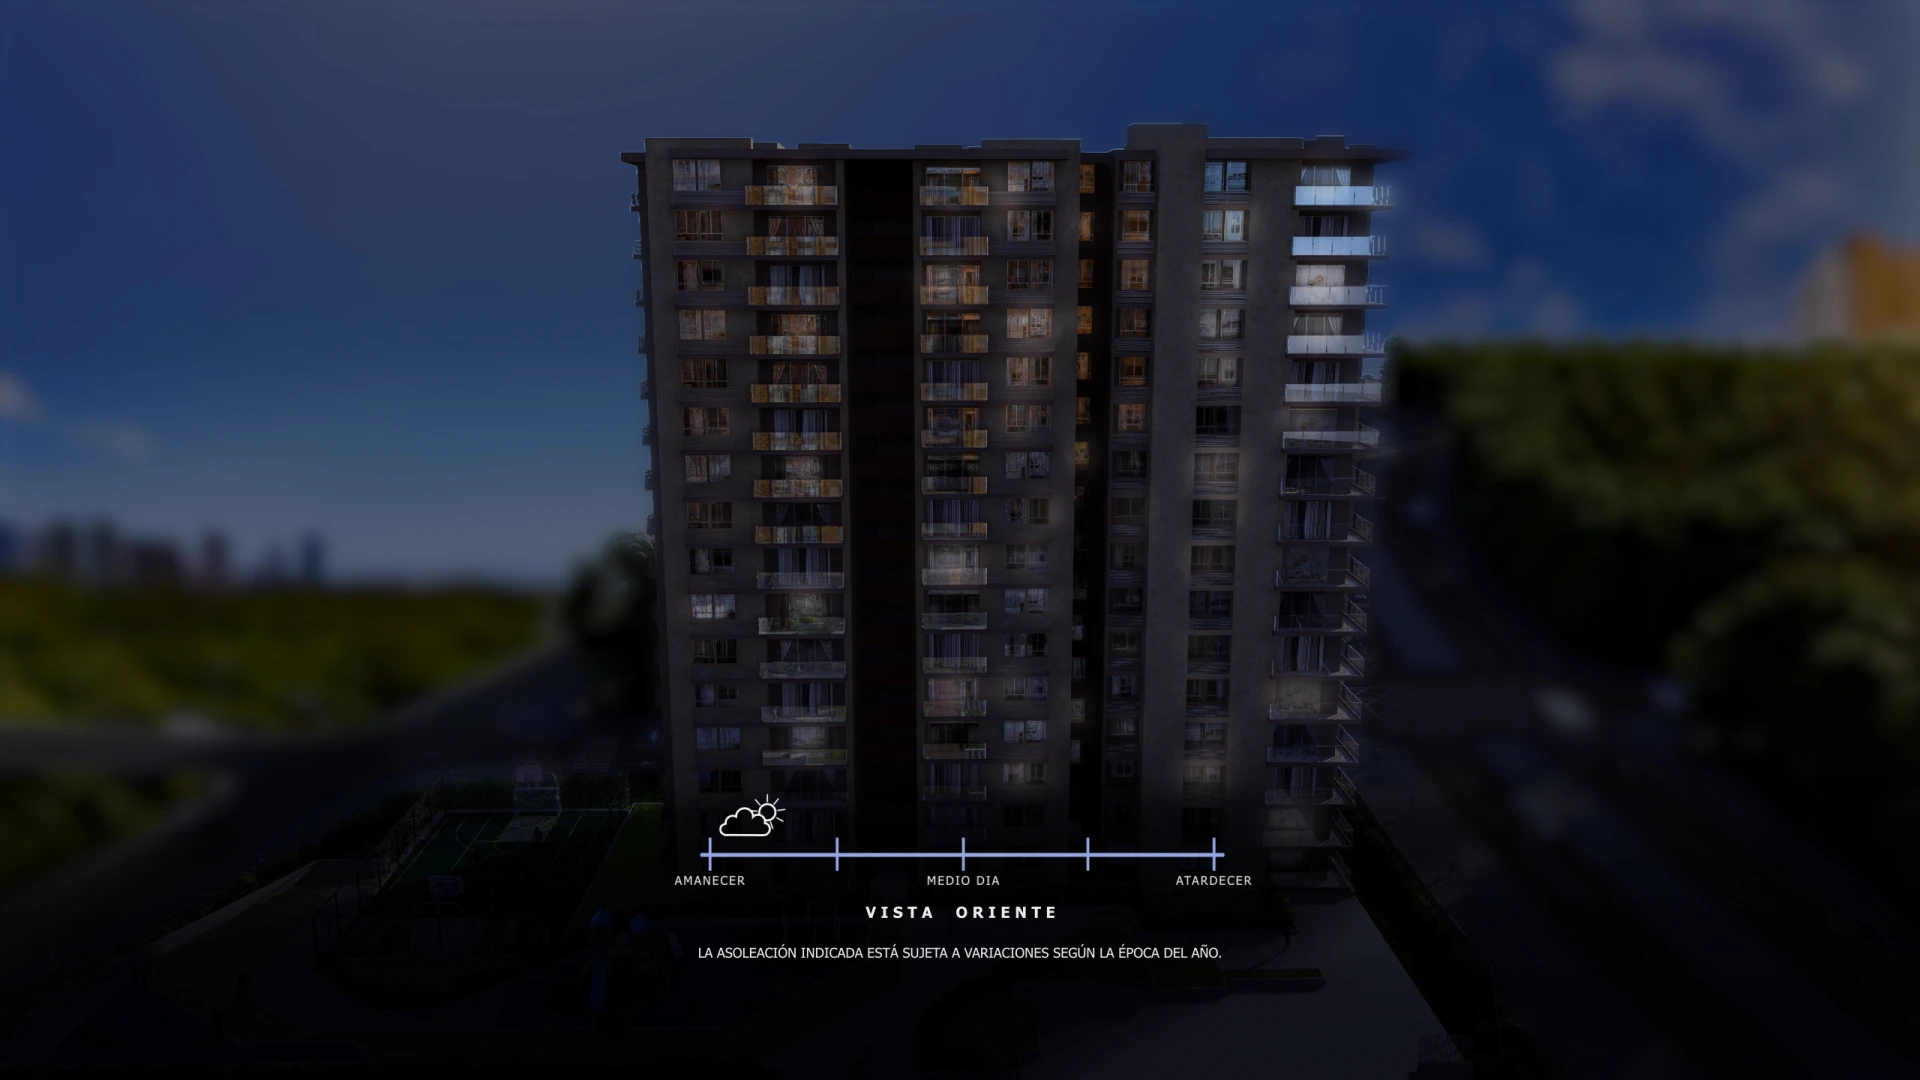 AMANECER MEDIO DIA ATARDECER
VISTA ORIENTE
LA ASOLEACIÓN INDICADA ESTÁ SUJETA A VARIACIONES SEGÚN LA ÉPOCA DEL AÑO.